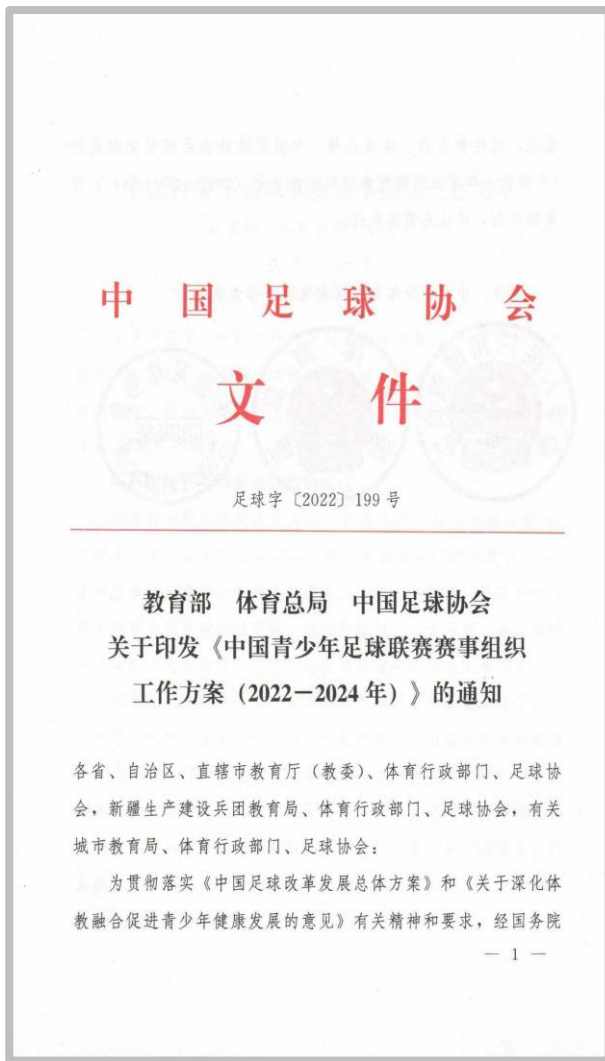 中国足球协会
文件
足球字〔2022〕199号
教育部 体育总局 中国足球协会
关于印发《中国青少年足球联赛赛事组织
工作方案（2022－2024年）》的通知
各省、自治区、直辖市教育厅（教委）、体育行政部门、足球协
会，新疆生产建设兵团教育局、体育行政部门、足球协会，有关
城市教育局、体育行政部门、足球协会：
为贯彻落实《中国足球改革发展总体方案》和《关于深化体
教融合促进青少年健康发展的意见》有关精神和要求，经国务院
— 1 —